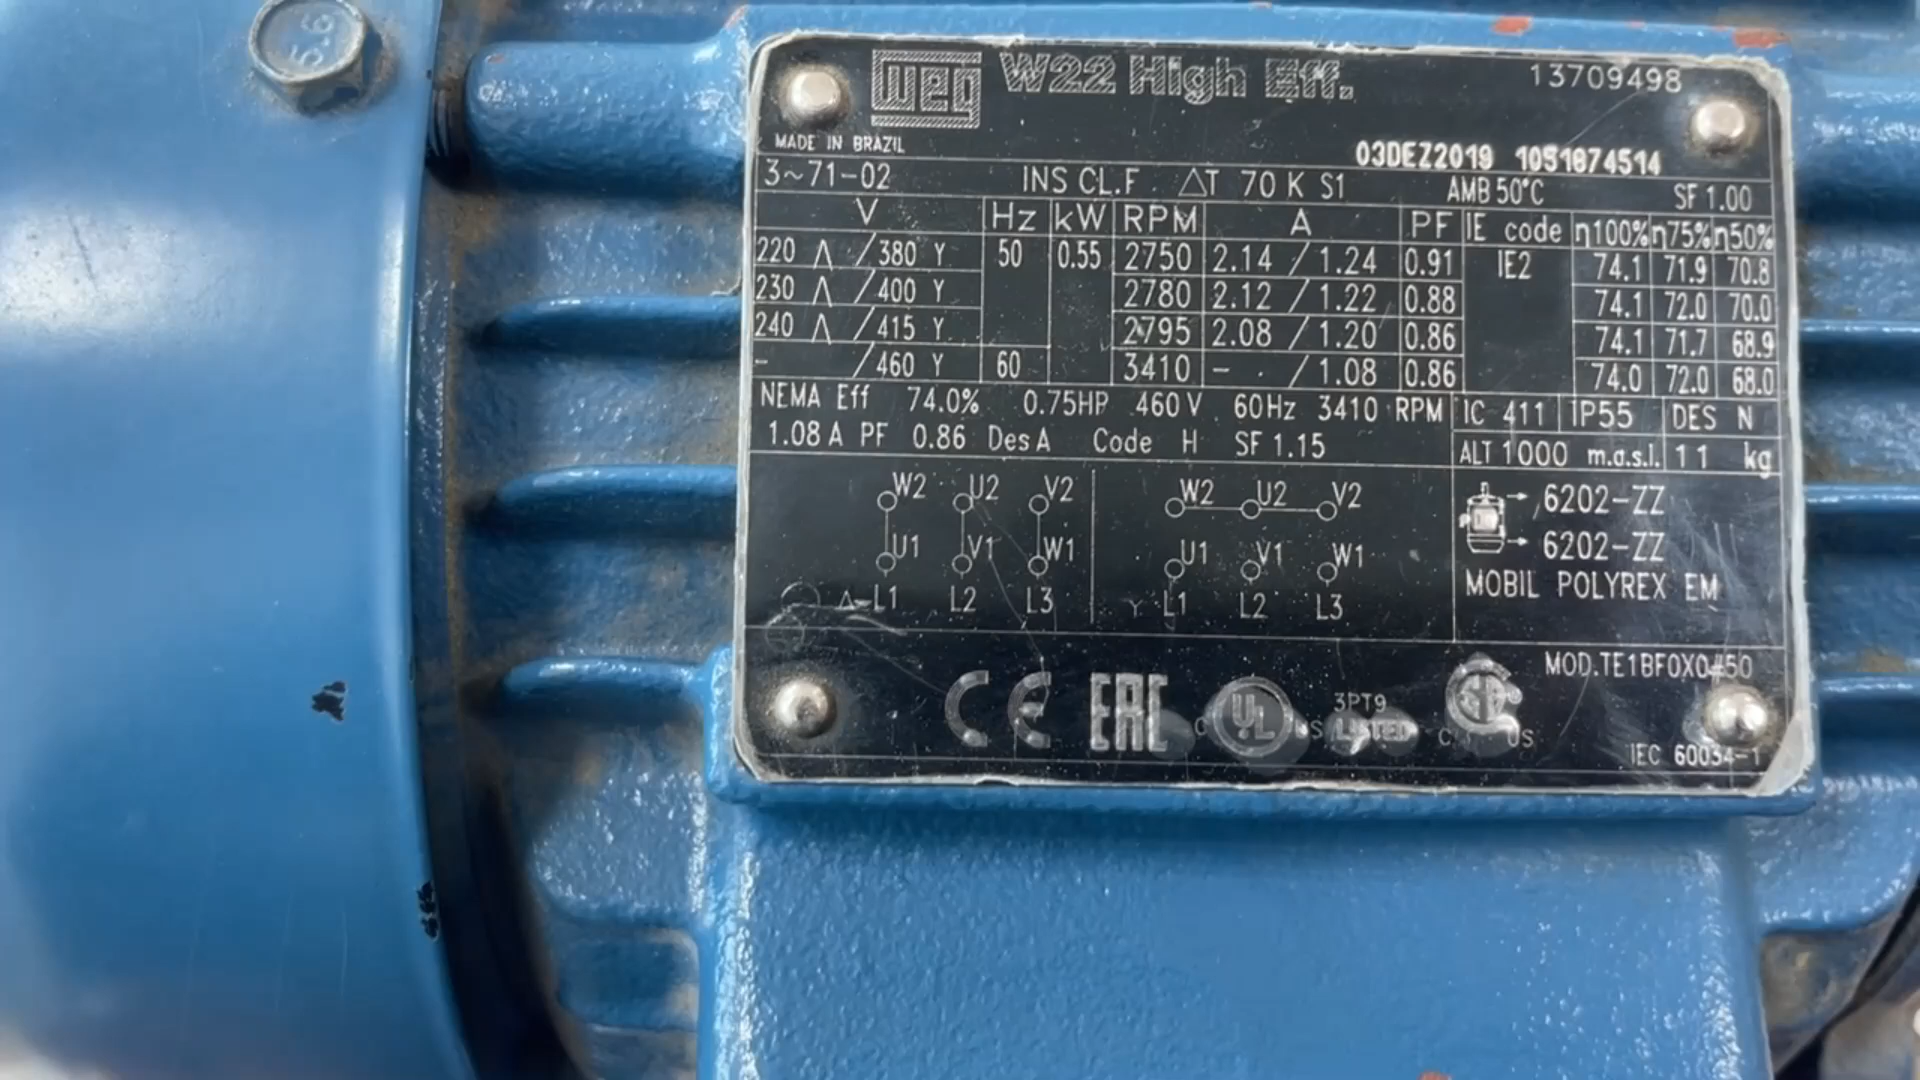 5.6
WEG W22 High Eff. 13709498
MADE IN BRAZIL 03DEZ2019 1051874514
3~71-02 INS CL.F ΔT 70 K S1 AMB 50°C SF 1.00
V Hz kW RPM A PF IE code η100% η75% η50%
220 Δ / 380 Y 50 0.55 2750 2.14 / 1.24 0.91 IE2 74.1 71.9 70.8
230 Δ / 400 Y 2780 2.12 / 1.22 0.88 74.1 72.0 70.0
240 Δ / 415 Y 2795 2.08 / 1.20 0.86 74.1 71.7 68.9
- / 460 Y 60 3410 - / 1.08 0.86 74.0 72.0 68.0
NEMA Eff 74.0% 0.75HP 460V 60Hz 3410 RPM IC 411 IP55 DES N
1.08A PF 0.86 Des A Code H SF 1.15 ALT 1000 m.a.s.l. 11 kg
W2 U2 V2 W2 U2 V2
U1 V1 W1 U1 V1 W1
Δ L1 L2 L3 Y L1 L2 L3
6202-ZZ
6202-ZZ
MOBIL POLYREX EM
MOD.TE1BF0X0#50
CE EAC UL 3PT9
LISTED
C US
IEC 60034-1